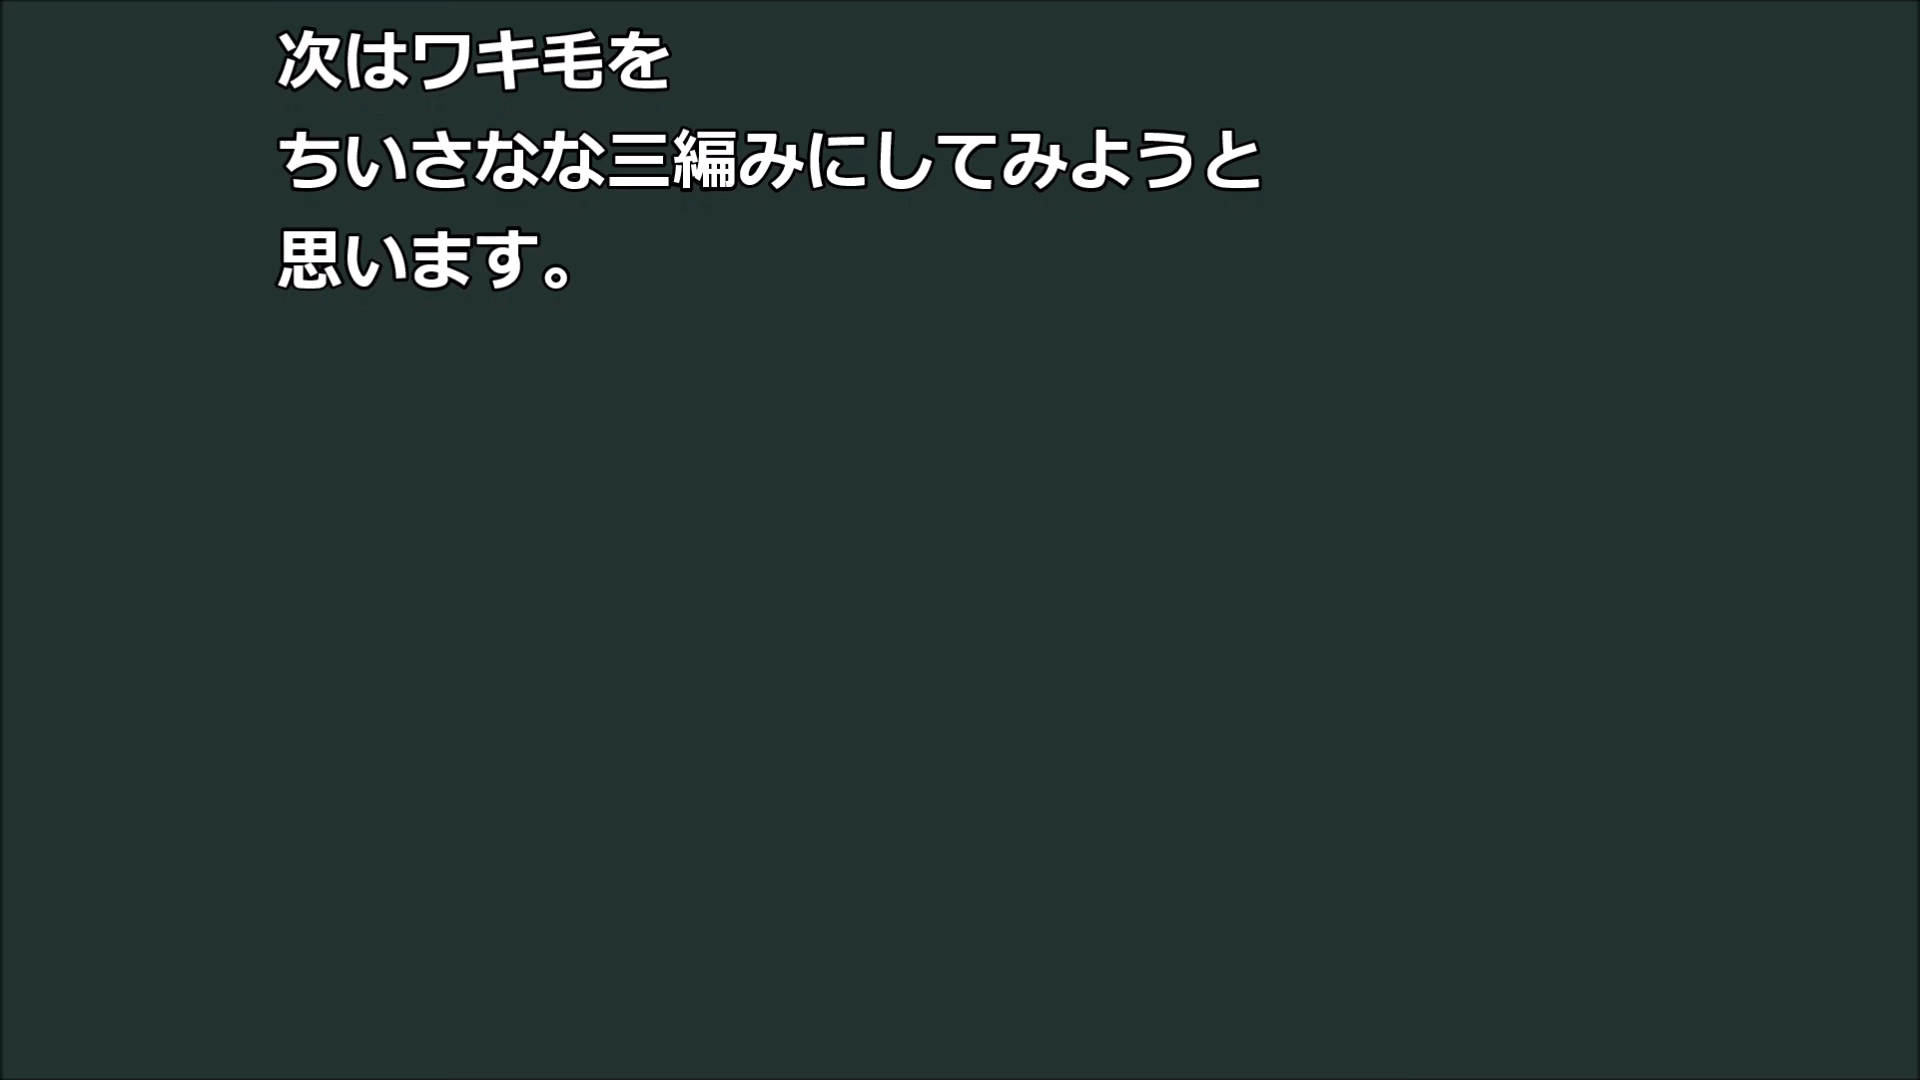 次はワキ毛を
ちいさなな三編みにしてみようと
思います。